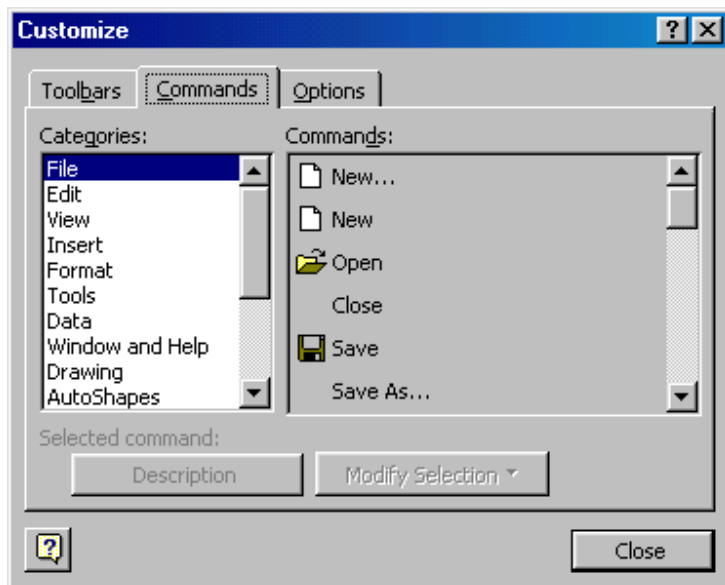 Customize
Toolbars Commands Options
Categories: Commands:
File
Edit
View
Insert
Format
Tools
Data
Window and Help
Drawing
AutoShapes
New...
New
Open
Close
Save
Save As...
Selected command:
Description Modify Selection
Close